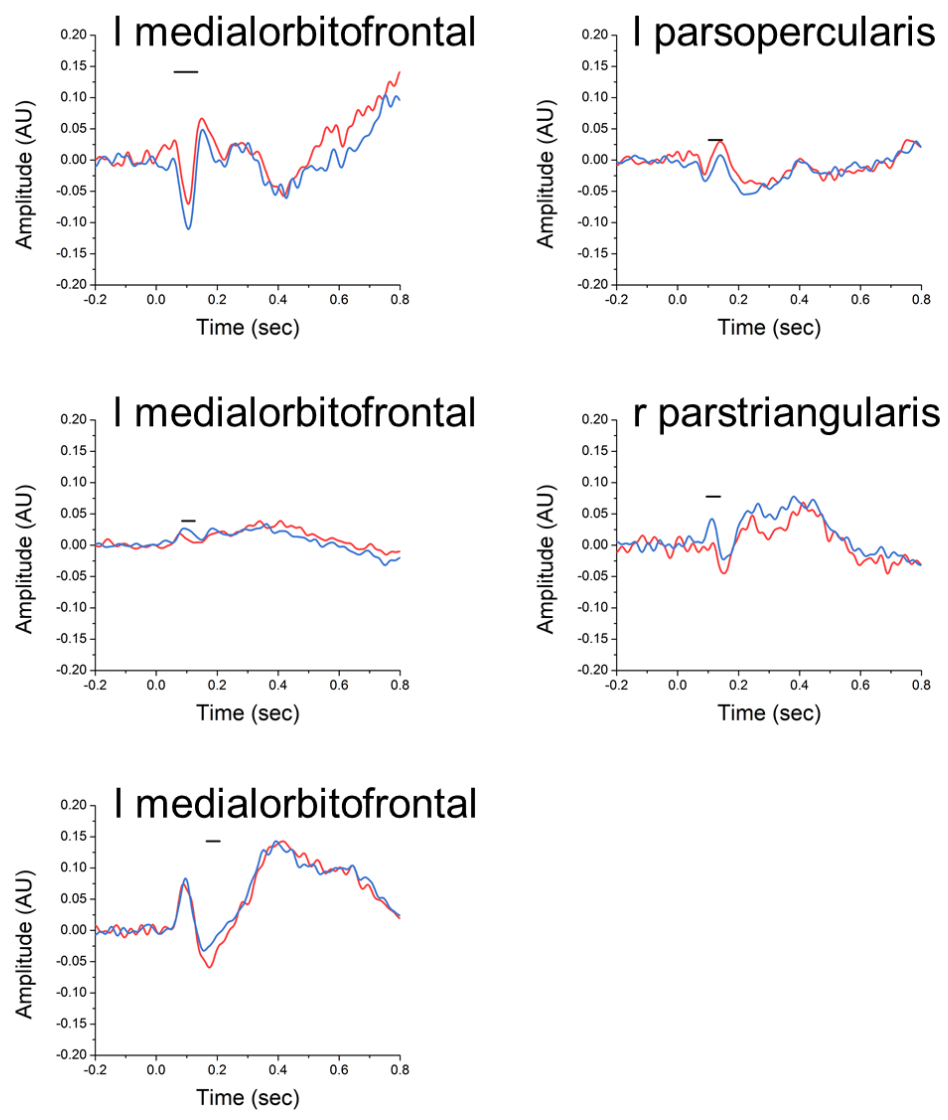 l medialorbitofrontal
0.20
0.15
0.10
0.05
0.00
-0.05
-0.10
-0.15
-0.20
Amplitude (AU)
-0.2 0.0 0.2 0.4 0.6 0.8
Time (sec)
l parsopercularis
0.20
0.15
0.10
0.05
0.00
-0.05
-0.10
-0.15
-0.20
Amplitude (AU)
-0.2 0.0 0.2 0.4 0.6 0.8
Time (sec)
l medialorbitofrontal
0.20
0.15
0.10
0.05
0.00
-0.05
-0.10
-0.15
-0.20
Amplitude (AU)
-0.2 0.0 0.2 0.4 0.6 0.8
Time (sec)
r parstriangularis
0.20
0.15
0.10
0.05
0.00
-0.05
-0.10
-0.15
-0.20
Amplitude (AU)
-0.2 0.0 0.2 0.4 0.6 0.8
Time (sec)
l medialorbitofrontal
0.20
0.15
0.10
0.05
0.00
-0.05
-0.10
-0.15
-0.20
Amplitude (AU)
-0.2 0.0 0.2 0.4 0.6 0.8
Time (sec)